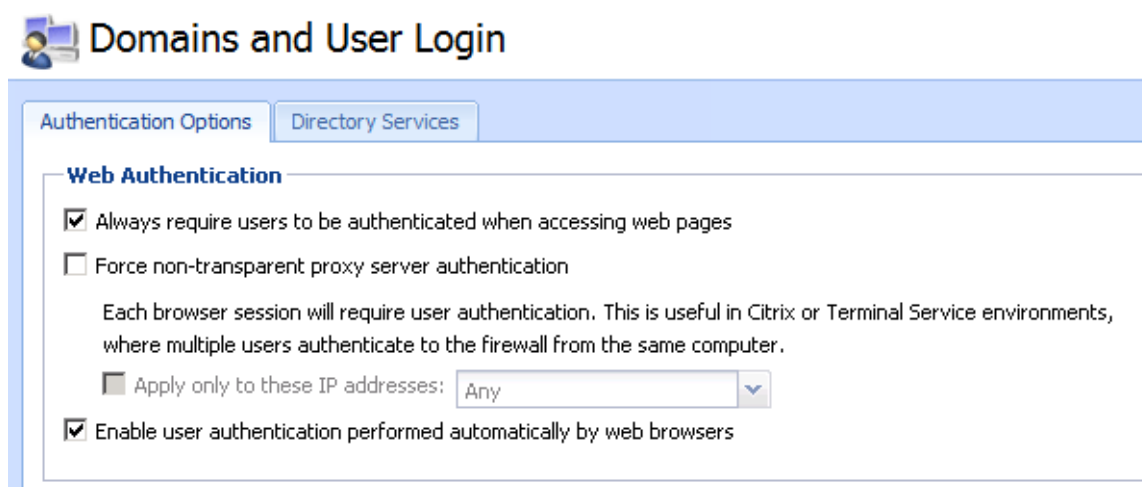 Domains and User Login
Authentication Options
Directory Services
Web Authentication
Always require users to be authenticated when accessing web pages
Force non-transparent proxy server authentication
Each browser session will require user authentication. This is useful in Citrix or Terminal Service environments,
where multiple users authenticate to the firewall from the same computer.
Apply only to these IP addresses: Any
Enable user authentication performed automatically by web browsers